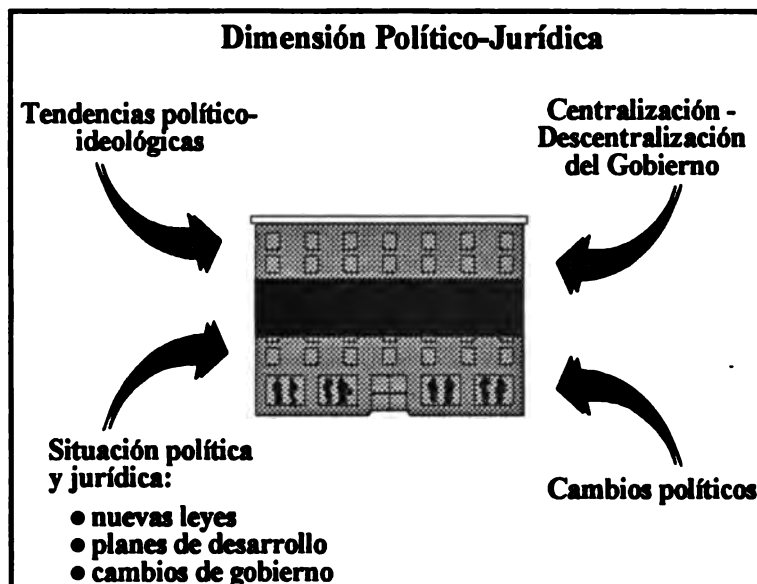 Dimensión Político-Jurídica
Tendencias político-
ideológicas
Centralización -
Descentralización
del Gobierno
Situación política
y jurídica:
● nuevas leyes
● planes de desarrollo
● cambios de gobierno
Cambios políticos